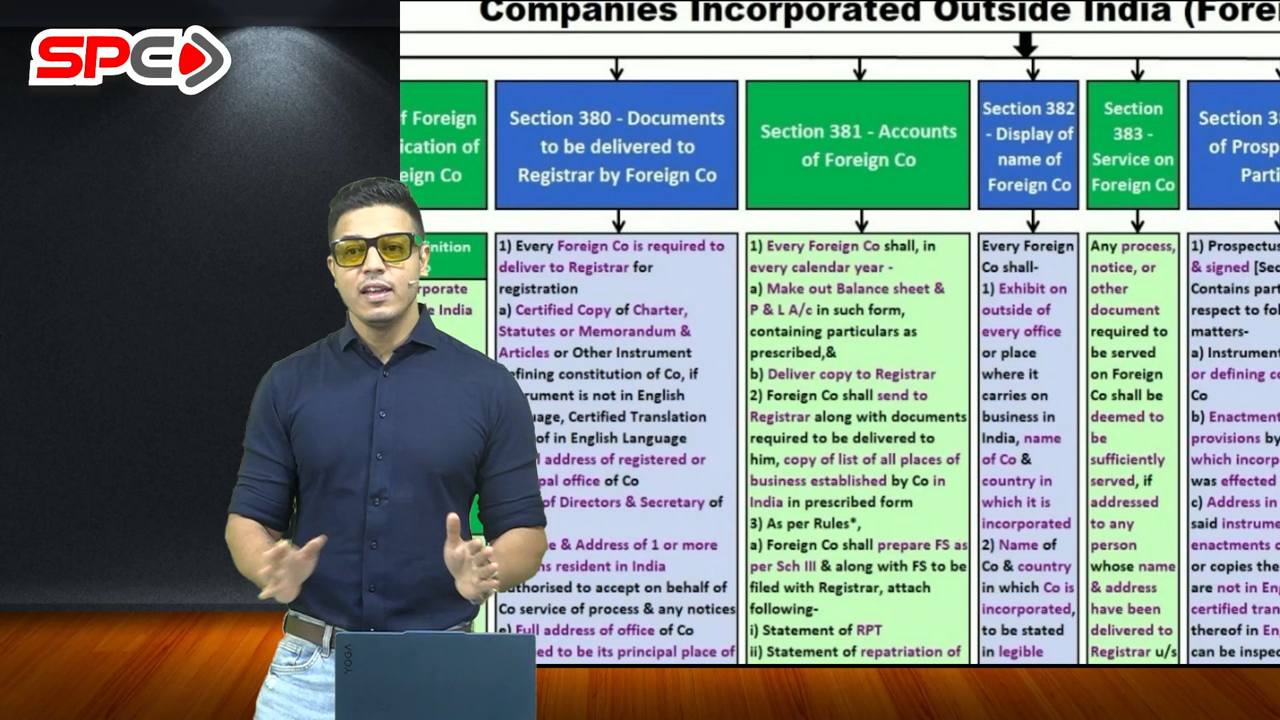 SPE
Companies Incorporated Outside India
f Foreign
ication of
eign Co
Section 380 - Documents
to be delivered to
Registrar by Foreign Co
Section 381 - Accounts
of Foreign Co
Section 382
- Display of
name of
Foreign Co
Section
383 -
Service on
Foreign Co
of Prosp
Parti
nition
rporate
e India
1) Every Foreign Co is required to
deliver to Registrar for
registration
a) Certified Copy of Charter,
Statutes or Memorandum &
Articles or Other Instrument
efining constitution of Co, if
rument is not in English
uage, Certified Translation
of in English Language
l address of registered or
pal office of Co
of Directors & Secretary of
e & Address of 1 or more
ns resident in India
uthorised to accept on behalf of
Co service of process & any notices
e) Full address of office of Co
ed to be its principal place of
1) Every Foreign Co shall, in
every calendar year -
a) Make out Balance sheet &
P & L A/c in such form,
containing particulars as
prescribed,&
b) Deliver copy to Registrar
2) Foreign Co shall send to
Registrar along with documents
required to be delivered to
him, copy of list of all places of
business established by Co in
India in prescribed form
3) As per Rules*,
a) Foreign Co shall prepare FS as
per Sch III & along with FS to be
filed with Registrar, attach
following-
i) Statement of RPT
ii) Statement of repatriation of
Every Foreign
Co shall-
1) Exhibit on
outside of
every office
or place
where it
carries on
business in
India, name
of Co &
country in
which it is
incorporated
2) Name of
Co & country
in which Co is
incorporated,
to be stated
in legible
Any process,
notice, or
other
document
required to
be served
on Foreign
Co shall be
deemed to
be
sufficiently
served, if
addressed
to any
person
whose name
& address
have been
delivered to
Registrar u/s
1) Prospectus
& signed [Sec
Contains part
respect to fol
matters-
a) Instrument
or defining co
Co
b) Enactment
provisions by
which incorp
was effected
c) Address in
said instrume
enactments o
or copies the
are not in Eng
certified tran
thereof in En
can be inspec
YOGA